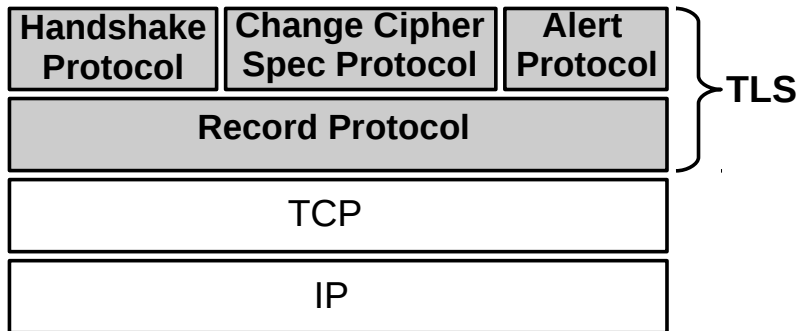 Handshake
Protocol
Change Cipher
Spec Protocol
Alert
Protocol
TLS
Record Protocol
TCP
IP